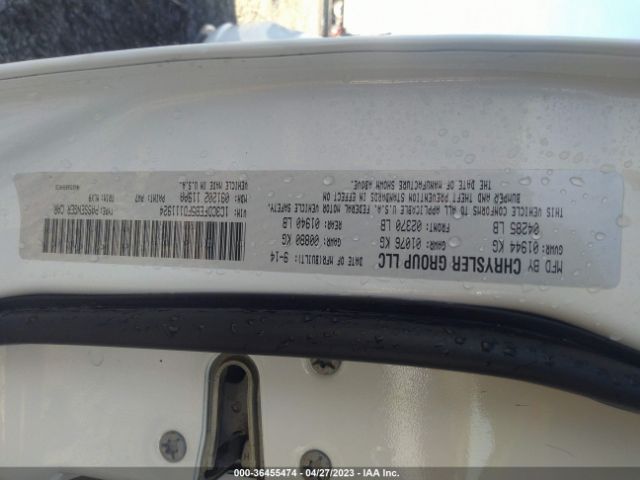 MFD BY CHRYSLER GROUP LLC
DATE OF MFR(BUILT): 9-14
GVWR: 01944 KG
04285 LB
GAWR: 01076 KG
FRONT: 02370 LB
GAWR: 00880 KG
REAR: 01940 LB
THIS VEHICLE CONFORMS TO ALL APPLICABLE FEDERAL MOTOR VEHICLE SAFETY,
BUMPER, AND THEFT PREVENTION STANDARDS IN EFFECT ON
THE DATE OF MANUFACTURE SHOWN ABOVE.
TYPE: PASSENGER CAR
PAINT: PW7
VEHICLE MADE IN U.S.A.
000-36455474 - 04/27/2023 - IAA Inc.